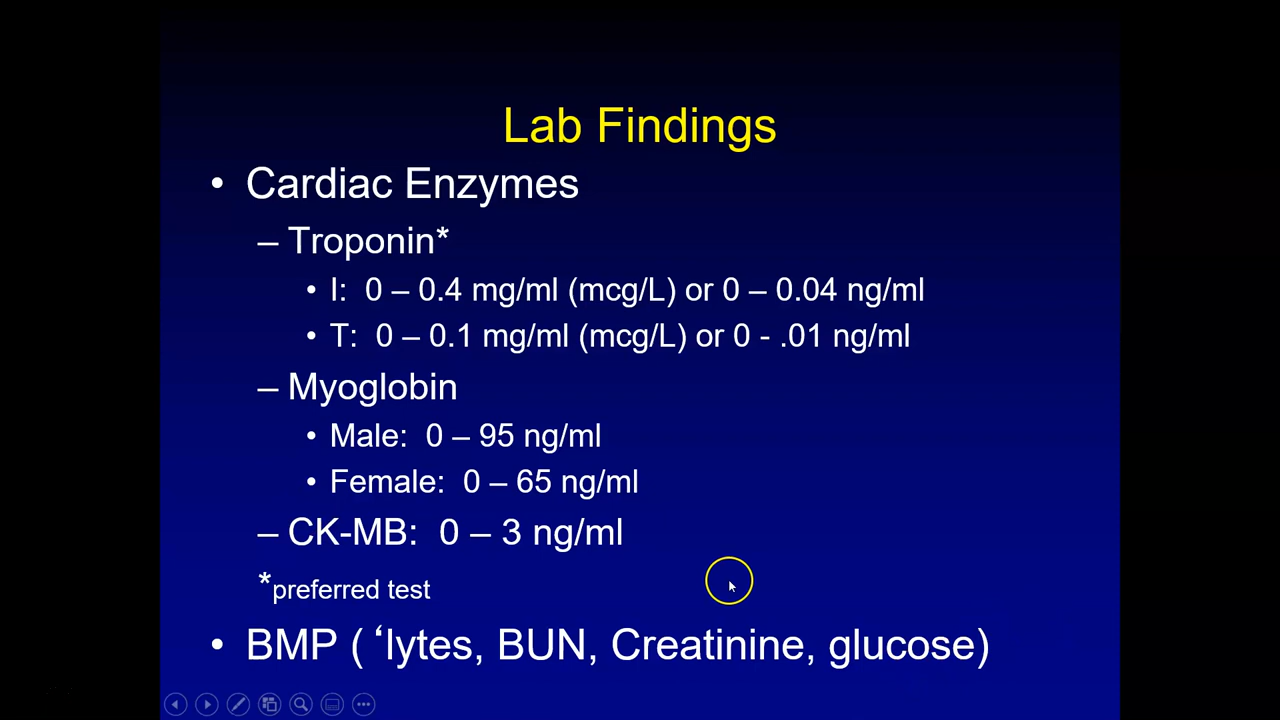 Lab Findings
• Cardiac Enzymes
– Troponin*
• I:  0 – 0.4 mg/ml (mcg/L) or 0 – 0.04 ng/ml
• T:  0 – 0.1 mg/ml (mcg/L) or 0 - .01 ng/ml
– Myoglobin
• Male:  0 – 95 ng/ml
• Female:  0 – 65 ng/ml
– CK-MB:  0 – 3 ng/ml
*preferred test
• BMP ( ‘lytes, BUN, Creatinine, glucose)